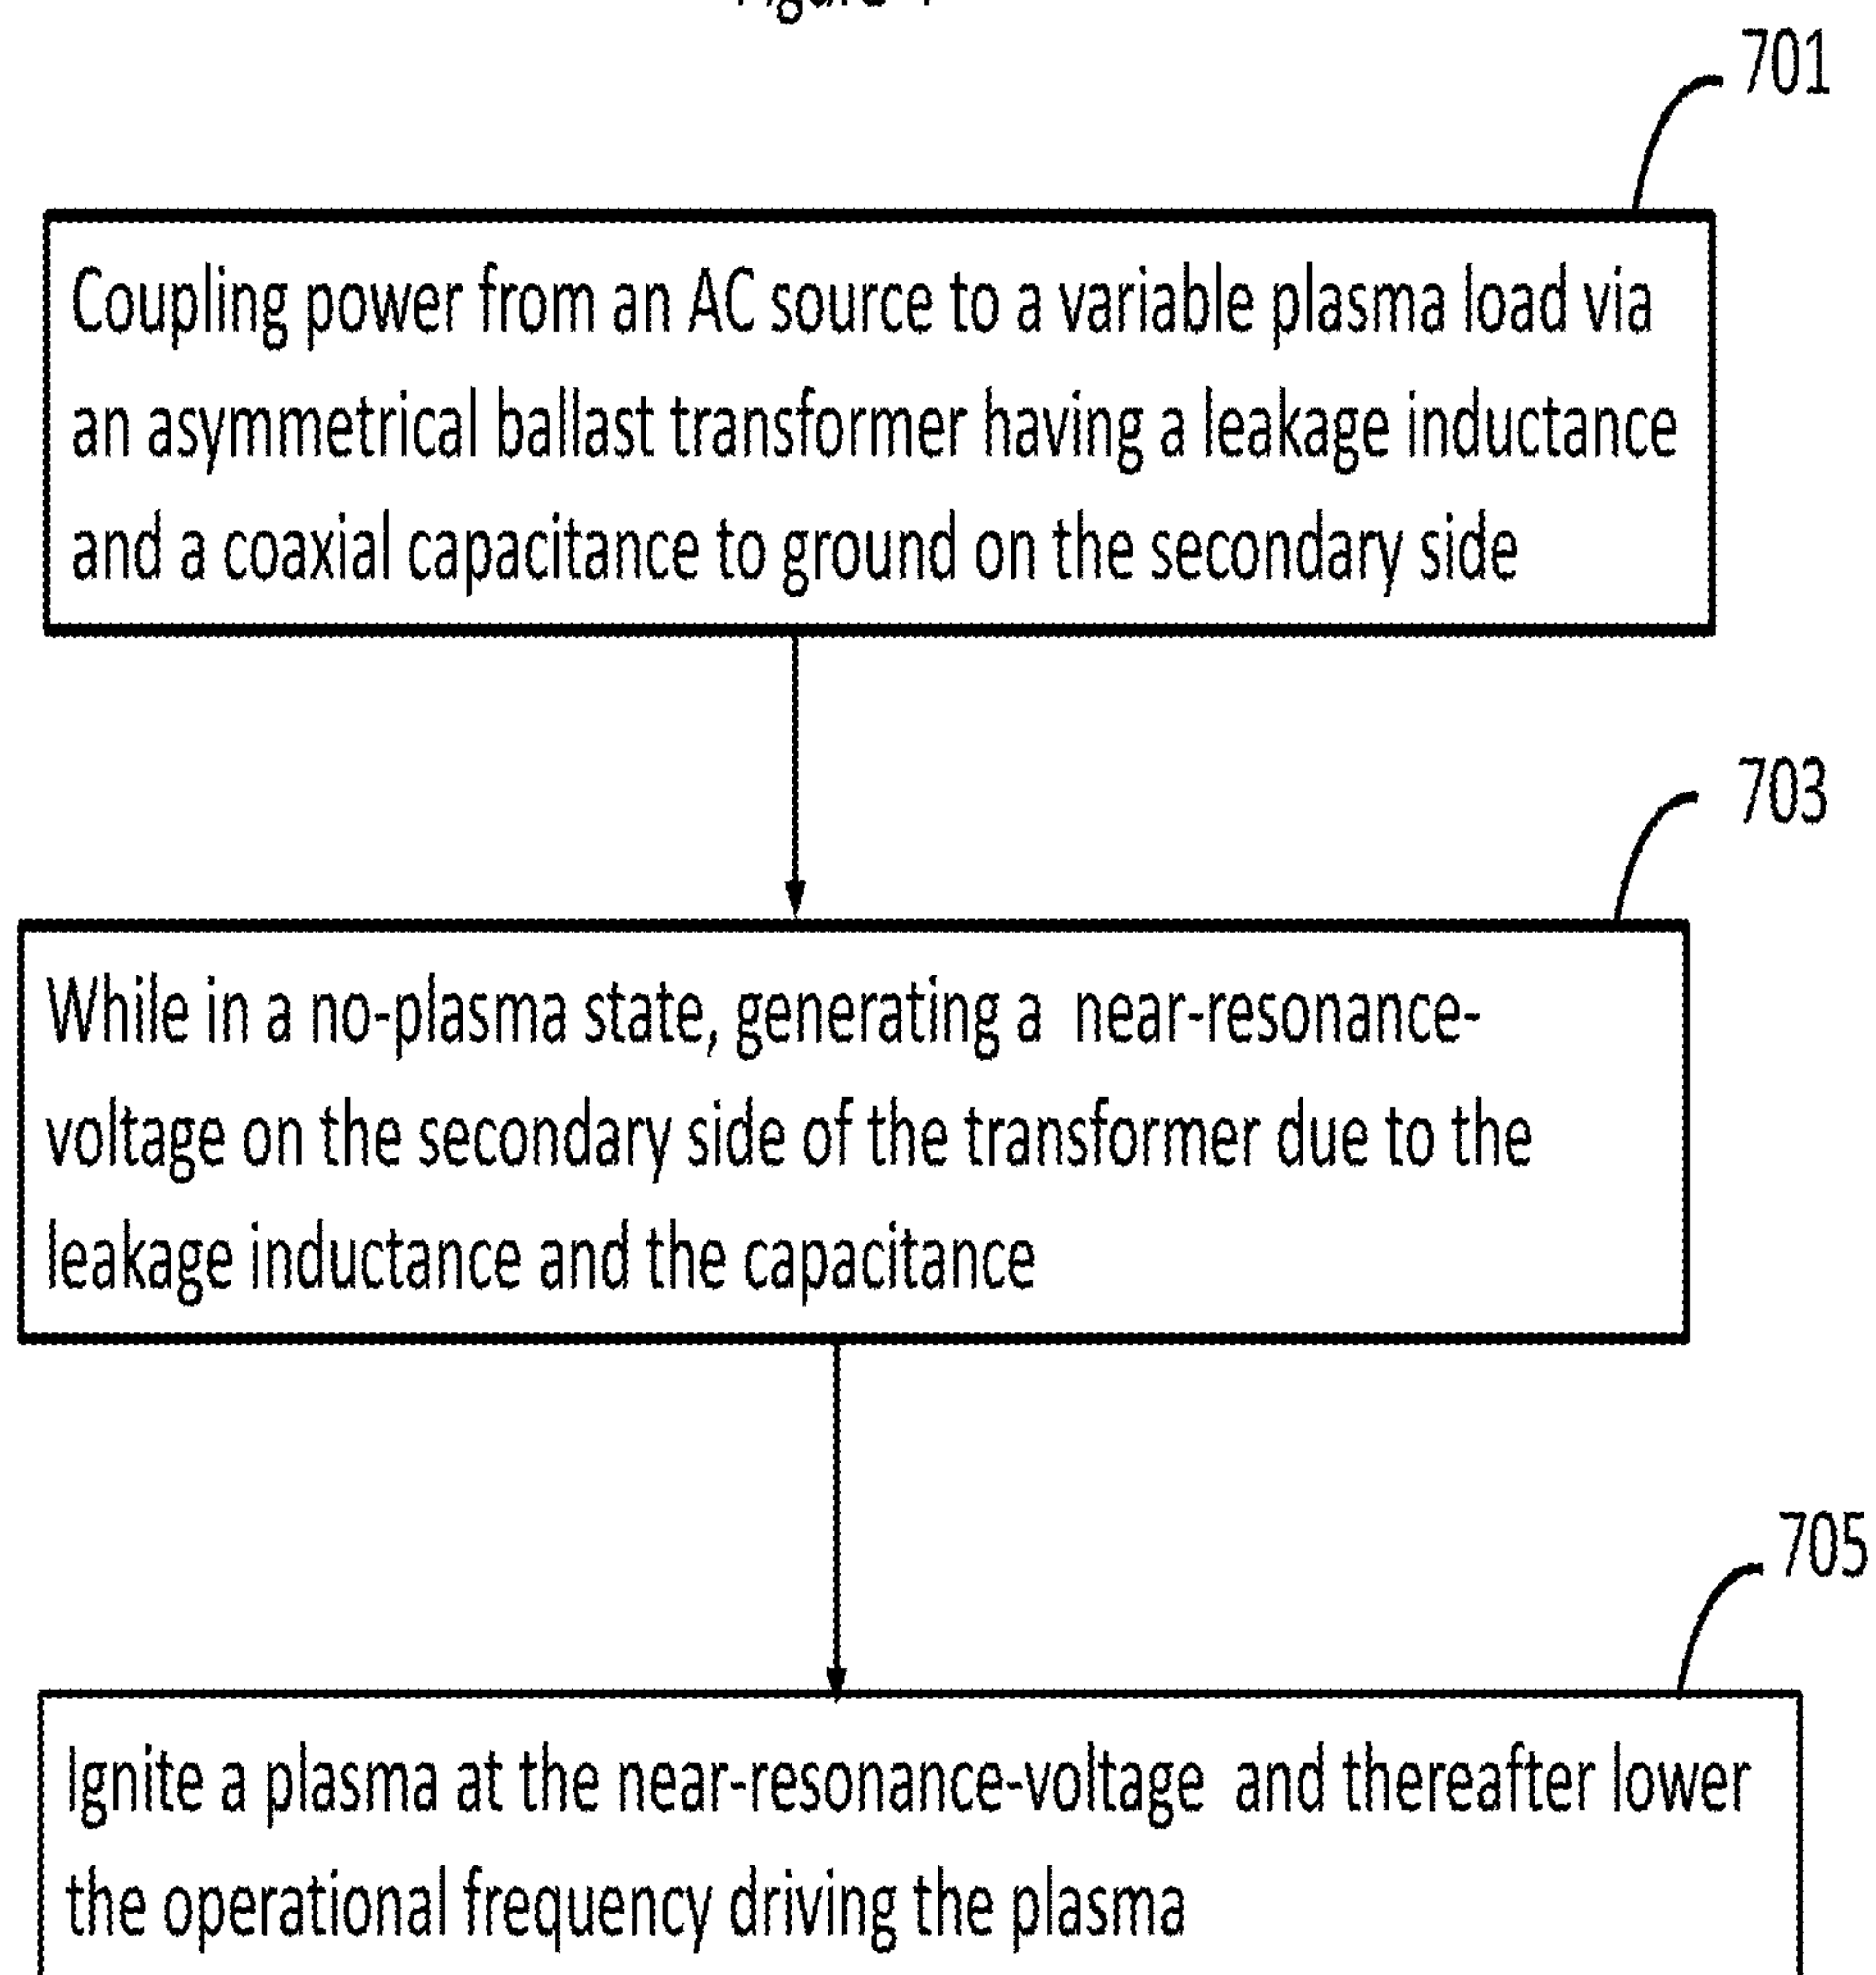 701
Coupling power from an AC source to a variable plasma load via
an asymmetrical ballast transformer having a leakage inductance
and a coaxial capacitance to ground on the secondary side
703
While in a no-plasma state, generating a near-resonance-
voltage on the secondary side of the transformer due to the
leakage inductance and the capacitance
705
Ignite a plasma at the near-resonance-voltage and thereafter lower
the operational frequency driving the plasma